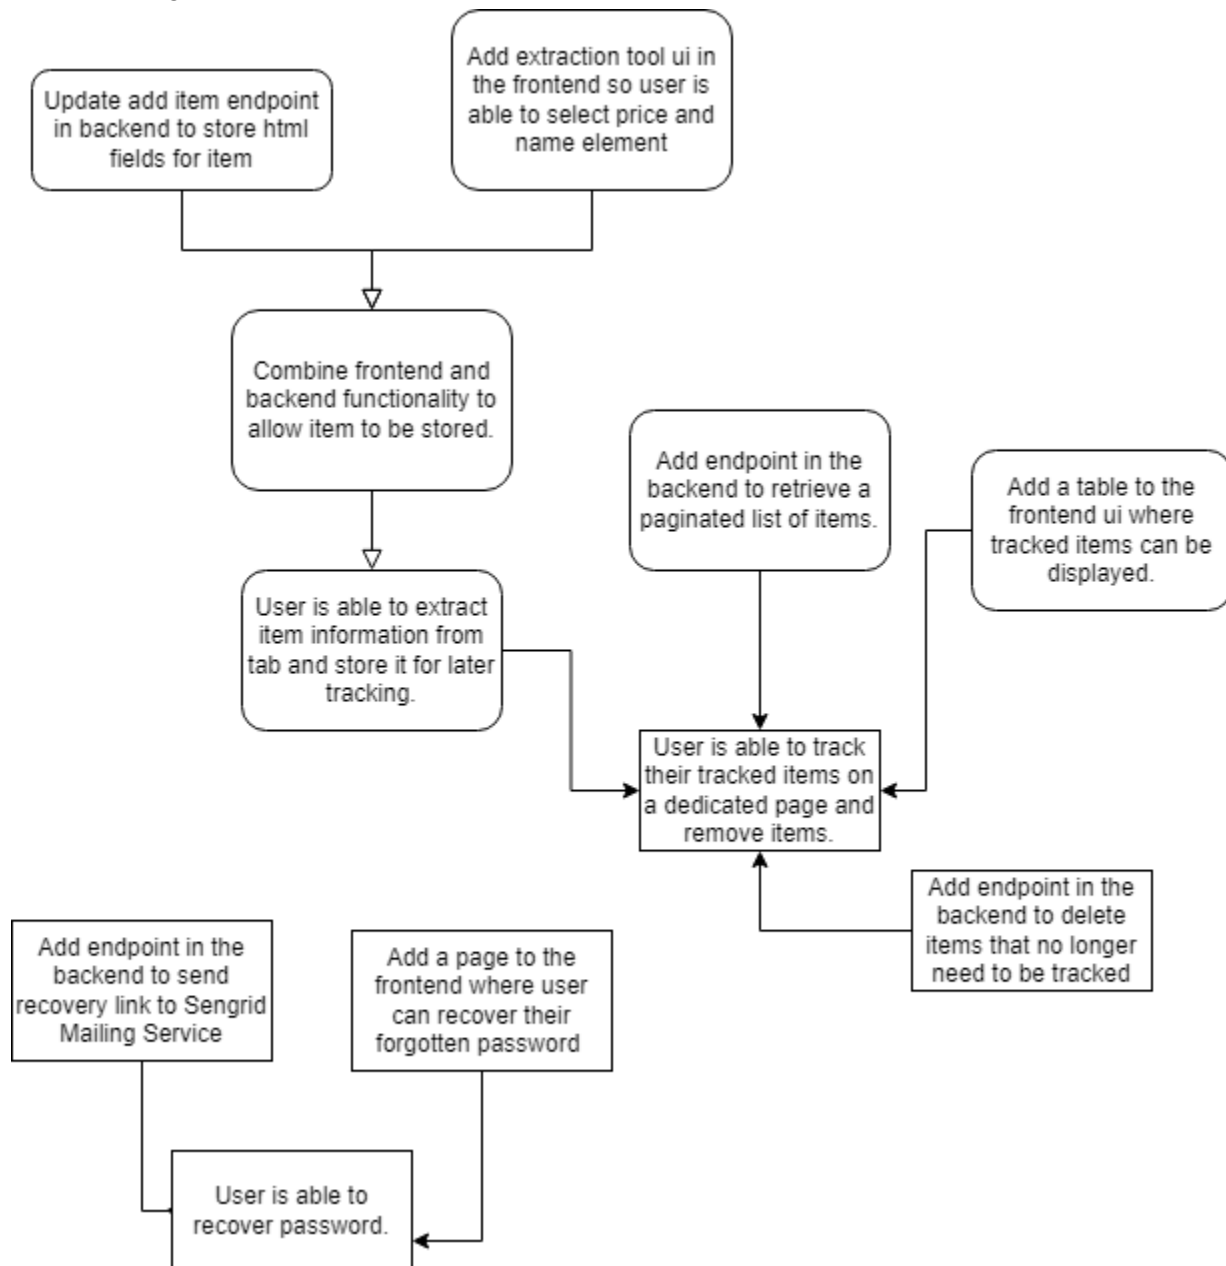 Add extraction tool ui in
the frontend so user is
able to select price and
name element
Update add item endpoint
in backend to store html
fields for item
Combine frontend and
backend functionality to
allow item to be stored.
Add endpoint in the
backend to retrieve a
paginated list of items.
Add a table to the
frontend ui where
tracked items can be
displayed.
User is able to extract
item information from
tab and store it for later
tracking.
User is able to track
their tracked items on
a dedicated page and
remove items.
Add endpoint in the
backend to delete
items that no longer
need to be tracked
Add endpoint in the
backend to send
recovery link to Sengrid
Mailing Service
Add a page to the
frontend where user
can recover their
forgotten password
User is able to
recover password.